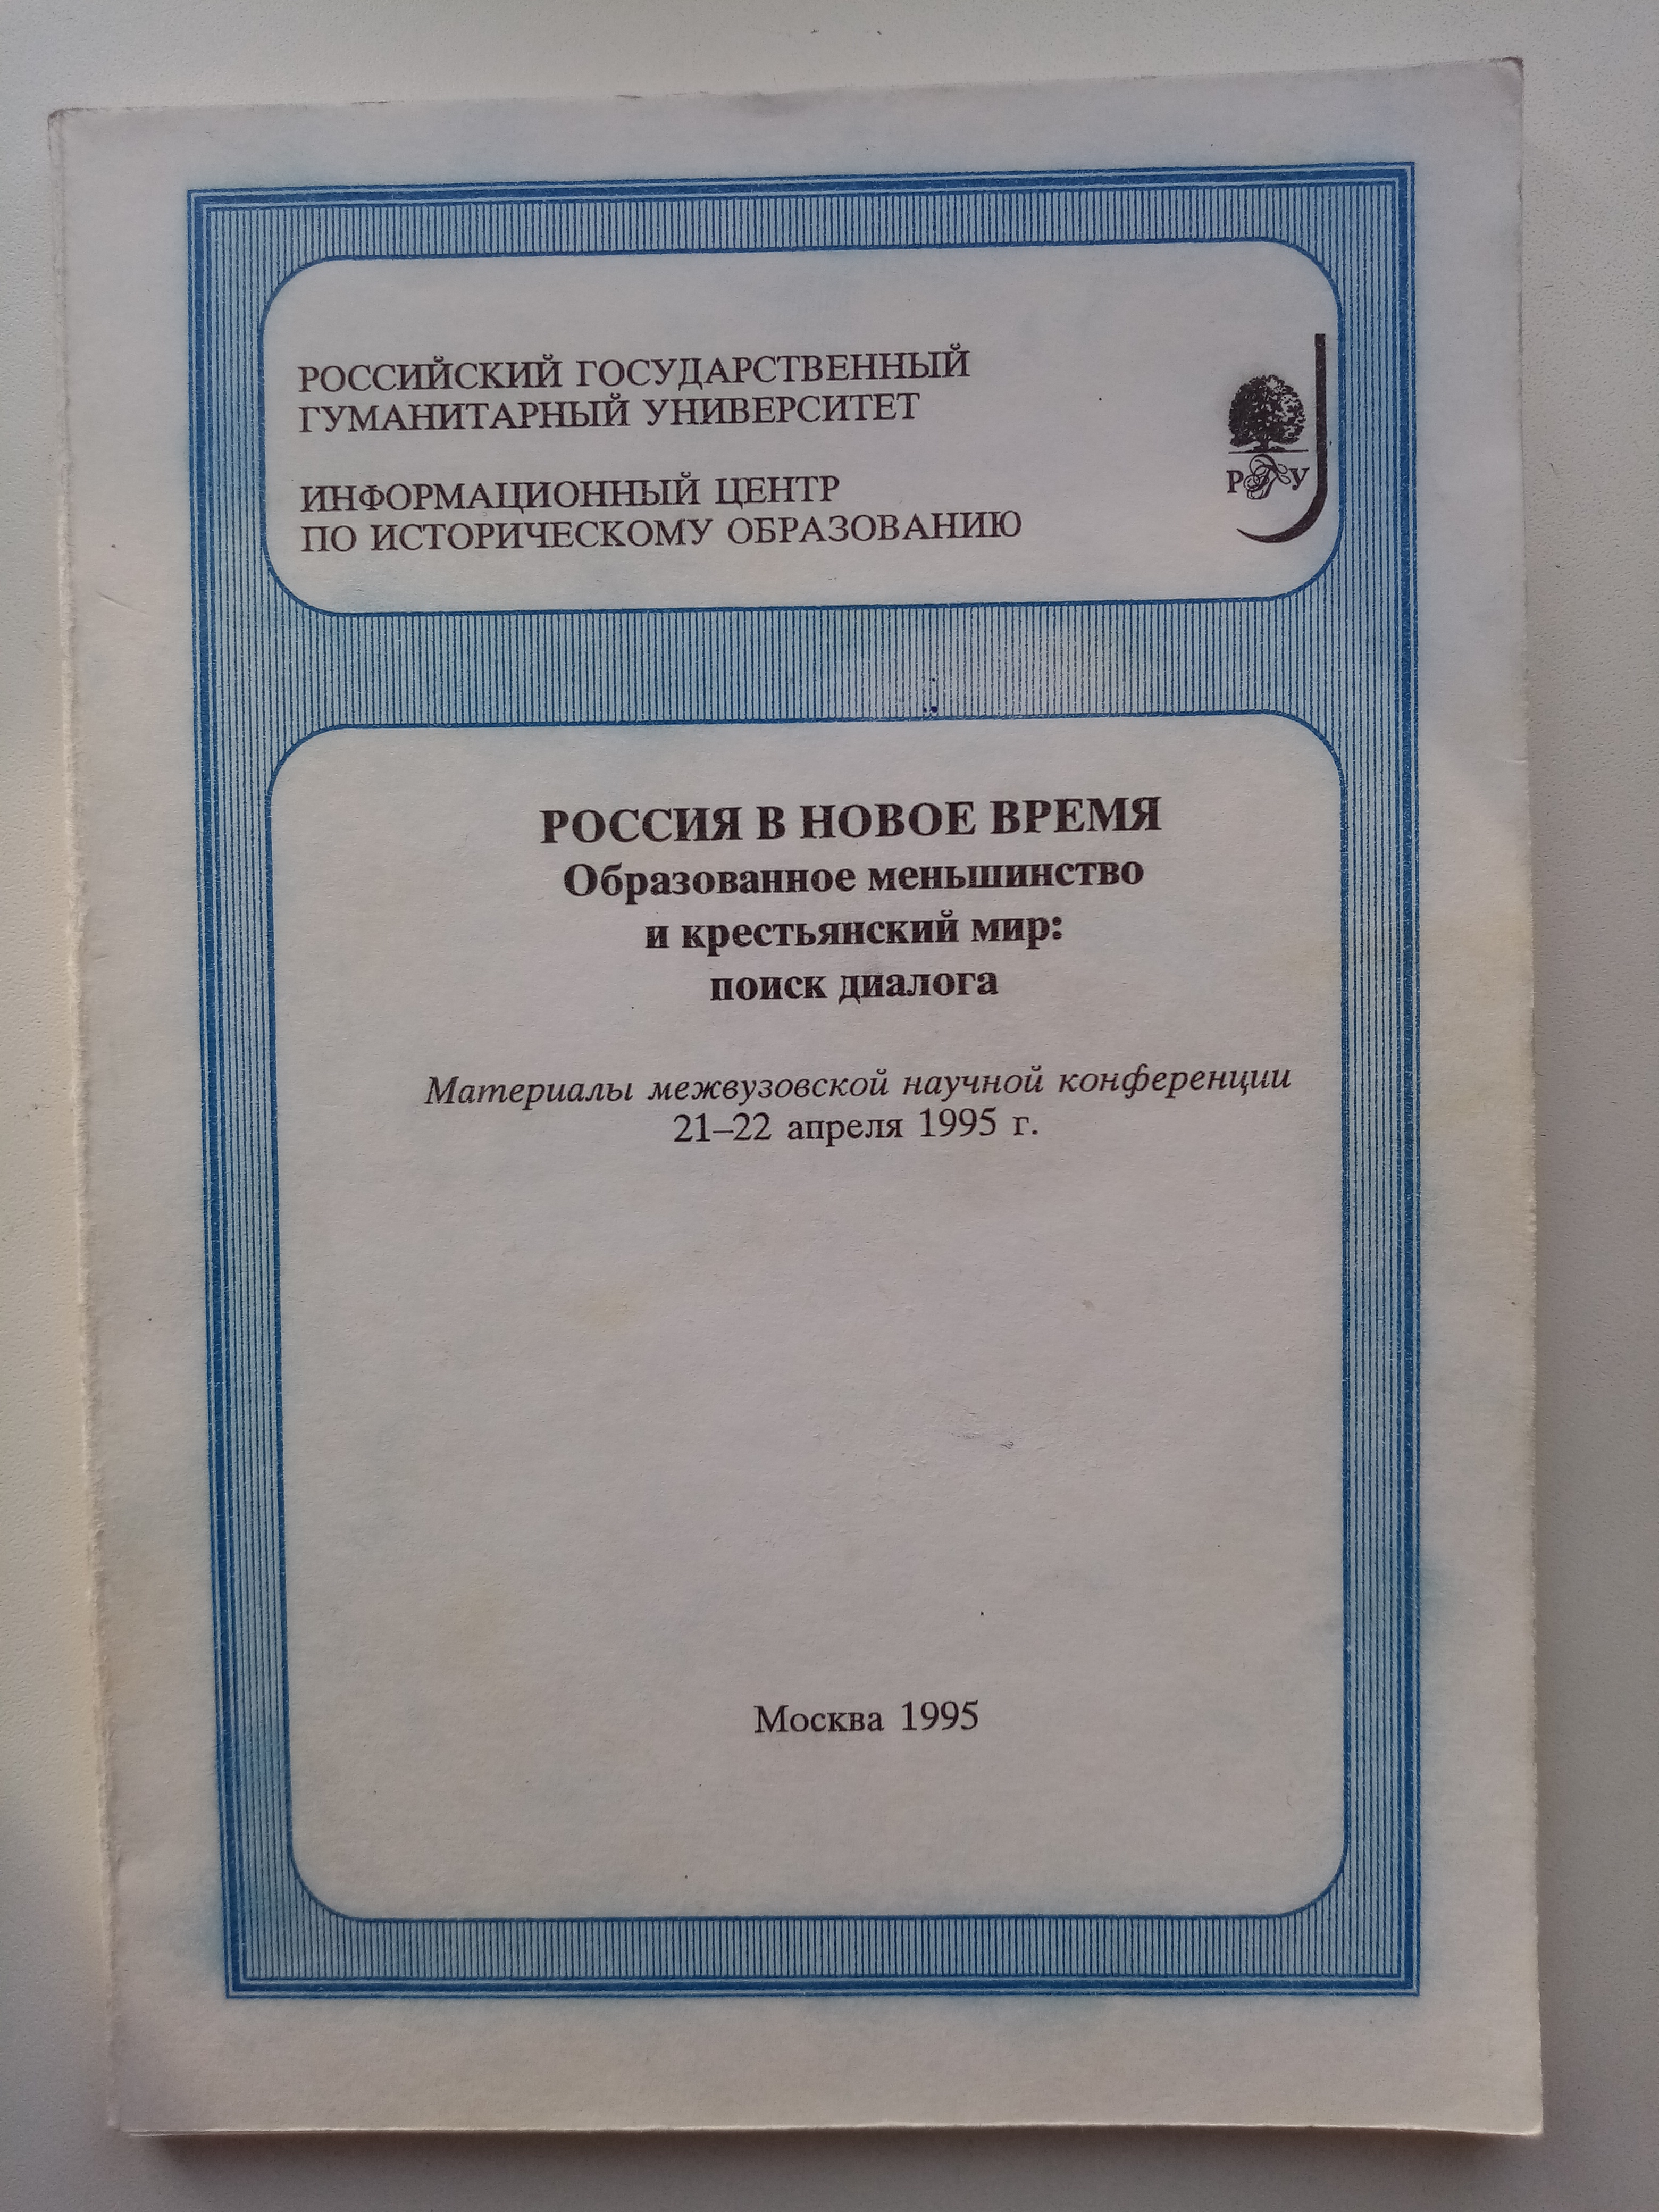 РОССИЙСКИЙ ГОСУДАРСТВЕННЫЙ
ГУМАНИТАРНЫЙ УНИВЕРСИТЕТ
ИНФОРМАЦИОННЫЙ ЦЕНТР
ПО ИСТОРИЧЕСКОМУ ОБРАЗОВАНИЮ
РГГУ
РОССИЯ В НОВОЕ ВРЕМЯ
Образованное меньшинство
и крестьянский мир:
поиск диалога
Материалы межвузовской научной конференции
21–22 апреля 1995 г.
Москва 1995